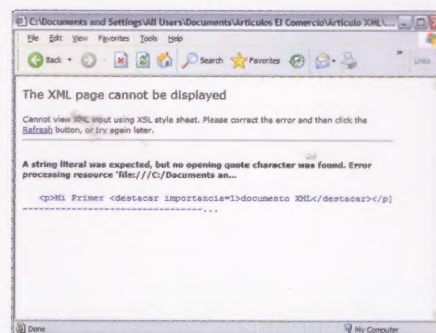 C:\Documents and Settings\All Users\Documents\Articulos El Comercio\Articulo XML\...
File Edit View Favorites Tools Help
Back Search Favorites Links
The XML page cannot be displayed
Cannot view XML input using XSL style sheet. Please correct the error and then click the
Refresh button, or try again later.
A string literal was expected, but no opening quote character was found. Error
processing resource 'file:///C:/Documents an...
<p>Mi Primer <destacar importancia=1>documento XML</destacar></p]
---------------------------------...
Done My Computer